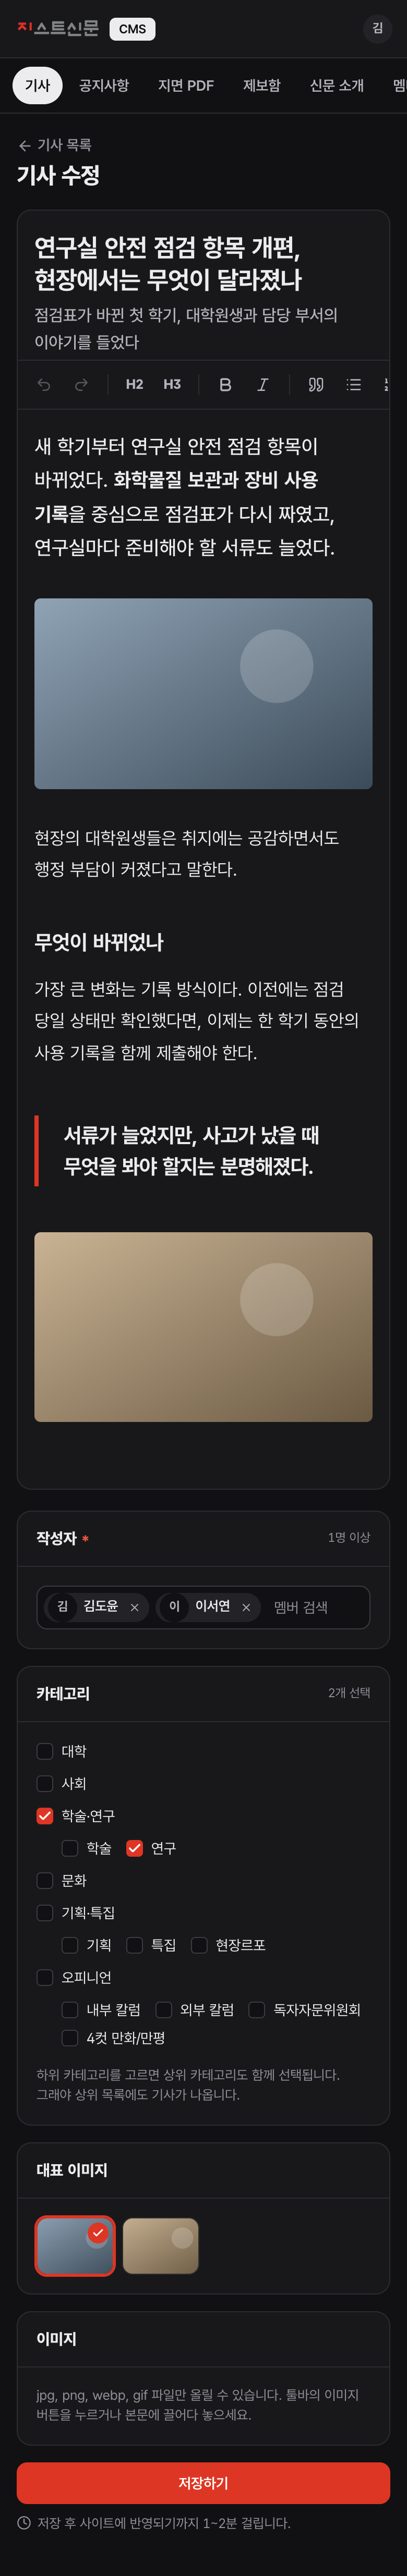 지스트신문 CMS 김
기사 공지사항 지면 PDF 제보함 신문 소개
← 기사 목록
기사 수정
연구실 안전 점검 항목 개편,
현장에서는 무엇이 달라졌나
점검표가 바뀐 첫 학기, 대학원생과 담당 부서의
이야기를 들었다
H2 H3 B I
새 학기부터 연구실 안전 점검 항목이
바뀌었다. 화학물질 보관과 장비 사용
기록을 중심으로 점검표가 다시 짜였고,
연구실마다 준비해야 할 서류도 늘었다.
현장의 대학원생들은 취지에는 공감하면서도
행정 부담이 커졌다고 말한다.
무엇이 바뀌었나
가장 큰 변화는 기록 방식이다. 이전에는 점검
당일 상태만 확인했다면, 이제는 한 학기 동안의
사용 기록을 함께 제출해야 한다.
서류가 늘었지만, 사고가 났을 때
무엇을 봐야 할지는 분명해졌다.
작성자 * 1명 이상
김 김도윤 × 이 이서연 × 멤버 검색
카테고리 2개 선택
대학
사회
학술·연구
학술 연구
문화
기획·특집
기획 특집 현장르포
오피니언
내부 칼럼 외부 칼럼 독자자문위원회
4컷 만화/만평
하위 카테고리를 고르면 상위 카테고리도 함께 선택됩니다.
그래야 상위 목록에도 기사가 나옵니다.
대표 이미지
이미지
jpg, png, webp, gif 파일만 올릴 수 있습니다. 툴바의 이미지
버튼을 누르거나 본문에 끌어다 놓으세요.
저장하기
저장 후 사이트에 반영되기까지 1~2분 걸립니다.